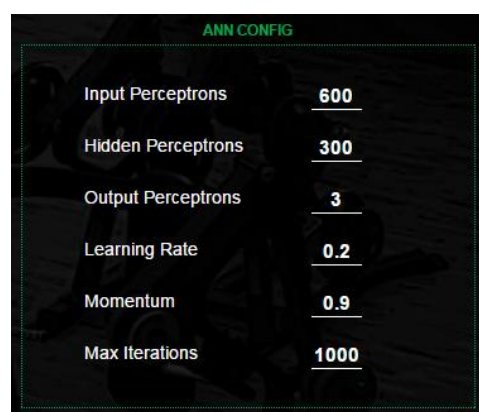 ANN CONFIG
Input Perceptrons 600
Hidden Perceptrons 300
Output Perceptrons 3
Learning Rate 0.2
Momentum 0.9
Max Iterations 1000